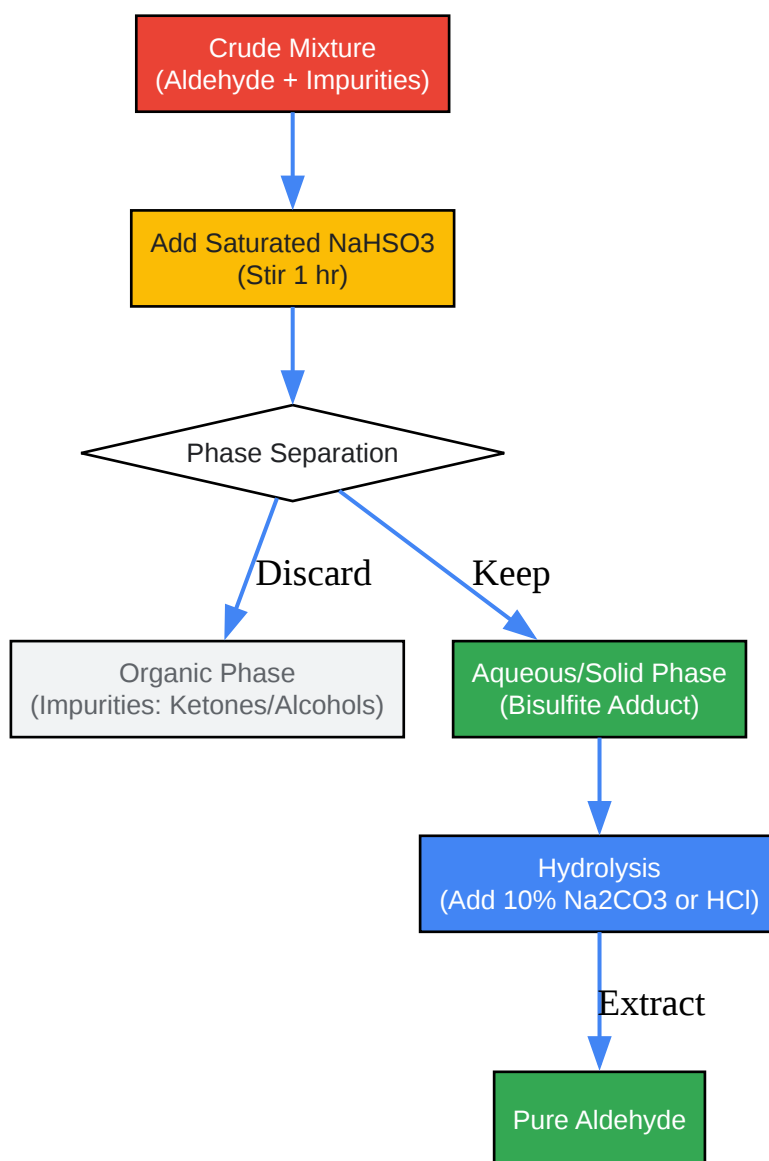 Crude Mixture
(Aldehyde + Impurities)
Add Saturated NaHSO3
(Stir 1 hr)
Phase Separation
Discard
Keep
Organic Phase
(Impurities: Ketones/Alcohols)
Aqueous/Solid Phase
(Bisulfite Adduct)
Hydrolysis
(Add 10% Na2CO3 or HCl)
Extract
Pure Aldehyde